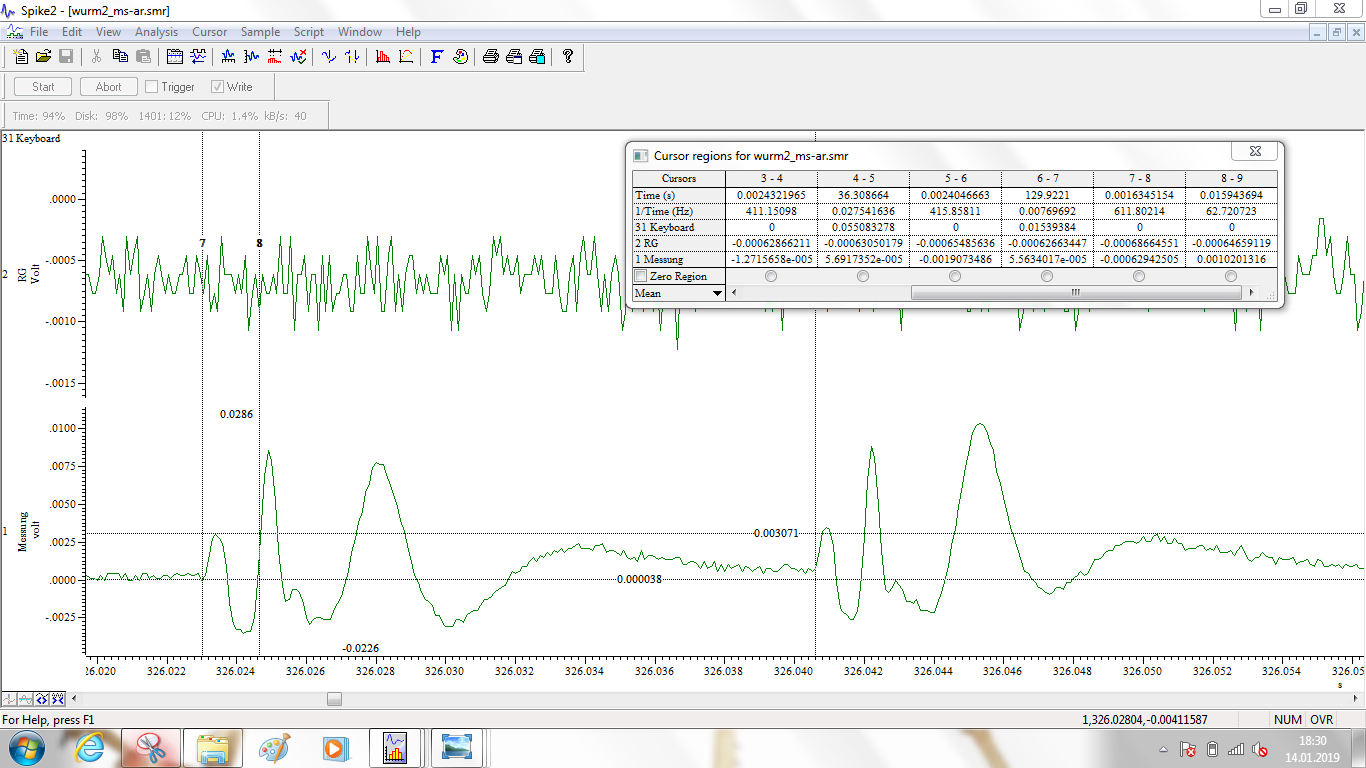 Spike2 - [wurm2_ms-ar.smr]
File Edit View Analysis Cursor Sample Script Window Help
Start Abort Trigger Write
Time: 94% Disk: 98% 1401: 12% CPU: 1.4% kB/s: 40
31 Keyboard
Cursor regions for wurm2_ms-ar.smr
Cursors 3 - 4 4 - 5 5 - 6 6 - 7 7 - 8 8 - 9
Time (s) 0.0024321965 36.308664 0.0024046663 129.9221 0.0016345154 0.015943694
1/Time (Hz) 411.15098 0.027541636 415.85811 0.00769692 611.80214 62.720723
31 Keyboard 0 0.055083278 0 0.01539384 0 0
2 RG -0.00062866211 -0.00063050179 -0.00065485636 -0.00062663447 -0.00068664551 -0.00064659119
1 Messung -1.2715658e-005 5.6917352e-005 -0.0019073486 5.5634017e-005 -0.00062942505 0.0010201316
Zero Region
Mean
.0000
7 8
-.0005
2 RG Volt
-.0010
-.0015
0.0286
.0100
.0075
.0050
1 Messung volt
0.003071
.0025
.0000
0.000038
-.0025
-0.0226
326.020 326.022 326.024 326.026 326.028 326.030 326.032 326.034 326.036 326.038 326.040 326.042 326.044 326.046 326.048 326.050 326.052 326.054 326.05
s
For Help, press F1 1,326.02804,-0.00411587 NUM OVR
18:30
14.01.2019